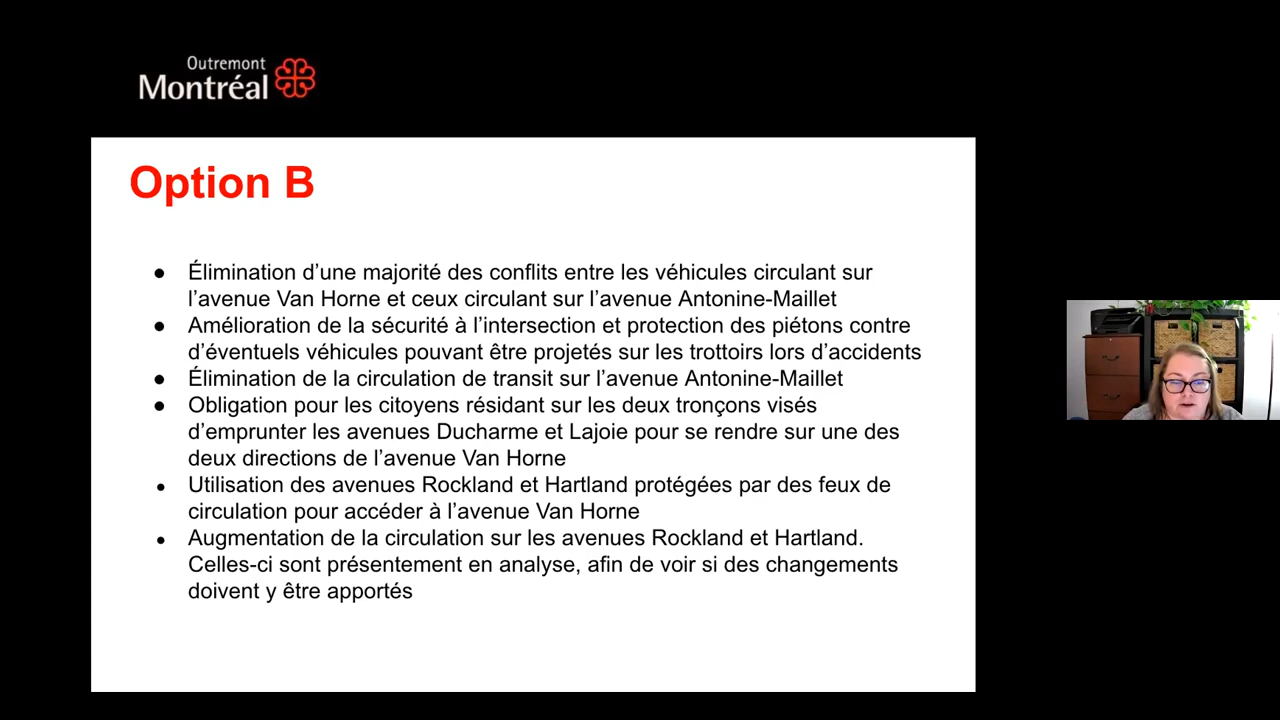 Outremont
Montréal
Option B
● Élimination d’une majorité des conflits entre les véhicules circulant sur
l’avenue Van Horne et ceux circulant sur l’avenue Antonine-Maillet
● Amélioration de la sécurité à l’intersection et protection des piétons contre
d’éventuels véhicules pouvant être projetés sur les trottoirs lors d’accidents
● Élimination de la circulation de transit sur l’avenue Antonine-Maillet
● Obligation pour les citoyens résidant sur les deux tronçons visés
d’emprunter les avenues Ducharme et Lajoie pour se rendre sur une des
deux directions de l’avenue Van Horne
● Utilisation des avenues Rockland et Hartland protégées par des feux de
circulation pour accéder à l’avenue Van Horne
● Augmentation de la circulation sur les avenues Rockland et Hartland.
Celles-ci sont présentement en analyse, afin de voir si des changements
doivent y être apportés